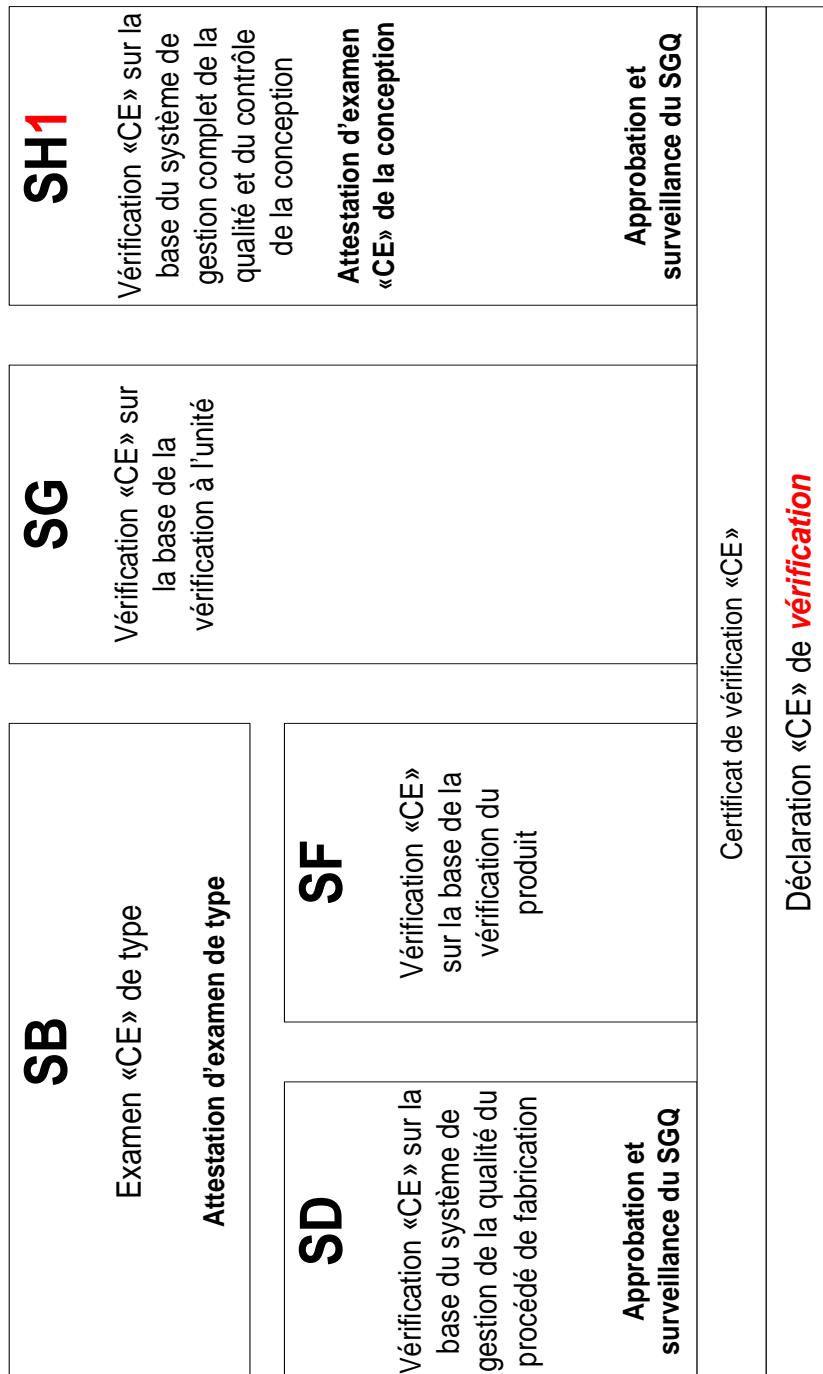 SB
Examen «CE» de type
Attestation d'examen de type
SD
Vérification «CE» sur la
base du système de
gestion de la qualité du
procédé de fabrication
Approbation et
surveillance du SGQ
SF
Vérification «CE»
sur la base de la
vérification du
produit
SG
Vérification «CE» sur
la base de la
vérification à l'unité
SH1
Vérification «CE» sur la
base du système de
gestion complet de la
qualité et du contrôle
de la conception
Attestation d'examen
«CE» de la conception
Approbation et
surveillance du SGQ
Certificat de vérification «CE»
Déclaration «CE» de vérification